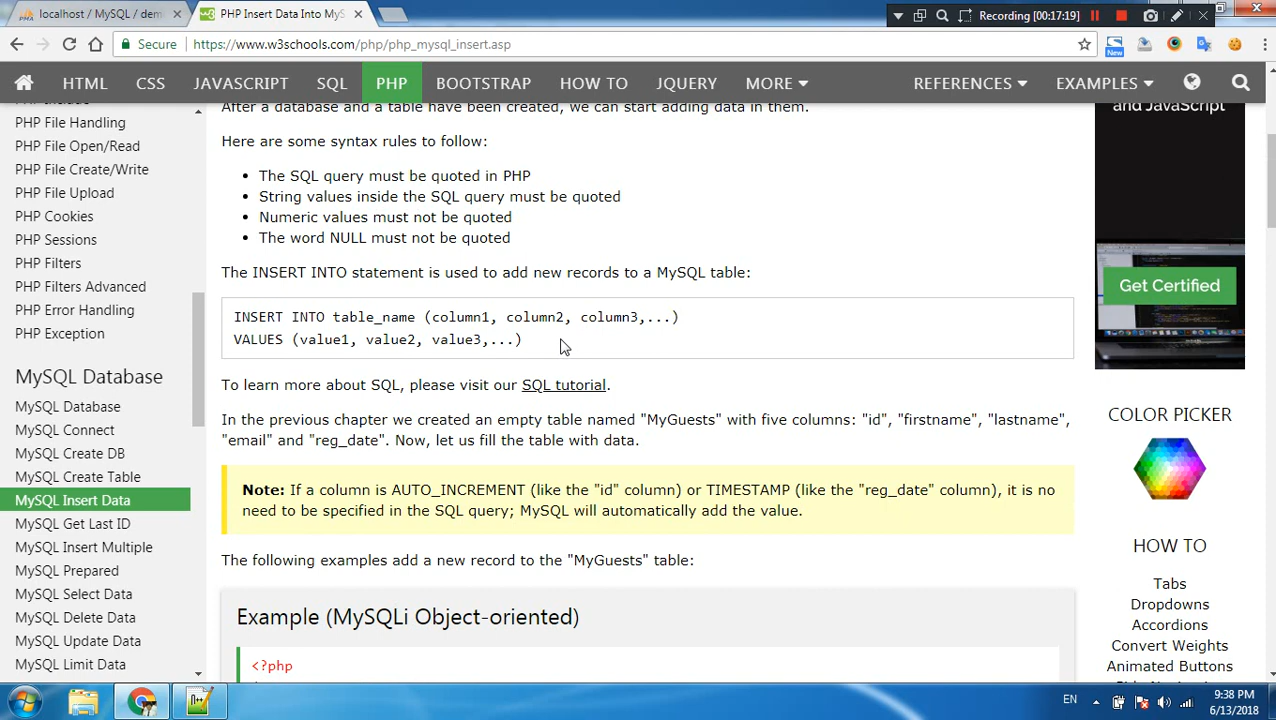 localhost / MySQL / dem
PHP Insert Data Into MyS
Recording [00:17:19]
Secure
https://www.w3schools.com/php/php_mysql_insert.asp
New
HTML CSS JAVASCRIPT SQL PHP BOOTSTRAP HOW TO JQUERY MORE REFERENCES EXAMPLES
PHP File Handling
PHP File Open/Read
PHP File Create/Write
PHP File Upload
PHP Cookies
PHP Sessions
PHP Filters
PHP Filters Advanced
PHP Error Handling
PHP Exception
MySQL Database
MySQL Database
MySQL Connect
MySQL Create DB
MySQL Create Table
MySQL Insert Data
MySQL Get Last ID
MySQL Insert Multiple
MySQL Prepared
MySQL Select Data
MySQL Delete Data
MySQL Update Data
MySQL Limit Data
After a database and a table have been created, we can start adding data in them.
Here are some syntax rules to follow:
• The SQL query must be quoted in PHP
• String values inside the SQL query must be quoted
• Numeric values must not be quoted
• The word NULL must not be quoted
The INSERT INTO statement is used to add new records to a MySQL table:
INSERT INTO table_name (column1, column2, column3,...)
VALUES (value1, value2, value3,...)
To learn more about SQL, please visit our SQL tutorial.
In the previous chapter we created an empty table named "MyGuests" with five columns: "id", "firstname", "lastname",
"email" and "reg_date". Now, let us fill the table with data.
Note: If a column is AUTO_INCREMENT (like the "id" column) or TIMESTAMP (like the "reg_date" column), it is no
need to be specified in the SQL query; MySQL will automatically add the value.
The following examples add a new record to the "MyGuests" table:
Example (MySQLi Object-oriented)
<?php
and JavaScript
Get Certified
COLOR PICKER
HOW TO
Tabs
Dropdowns
Accordions
Convert Weights
Animated Buttons
EN
9:38 PM
6/13/2018